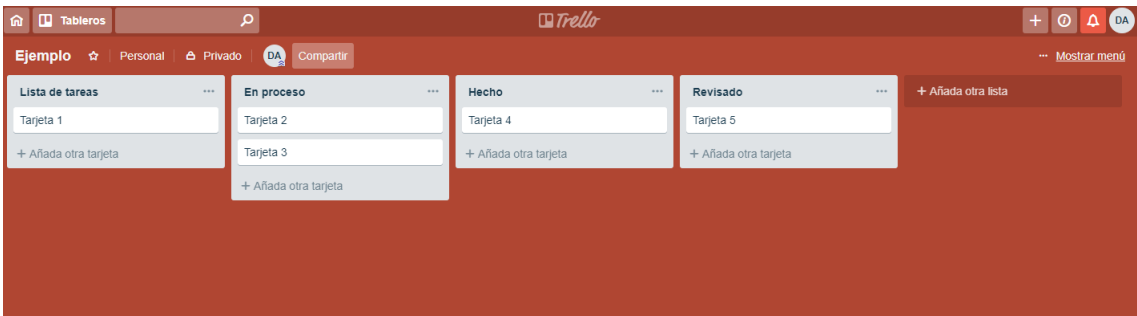 Tableros
Trello
DA
Ejemplo Personal Privado DA Compartir
··· Mostrar menú
Lista de tareas ···
Tarjeta 1
+ Añada otra tarjeta
En proceso ···
Tarjeta 2
Tarjeta 3
+ Añada otra tarjeta
Hecho ···
Tarjeta 4
+ Añada otra tarjeta
Revisado ···
Tarjeta 5
+ Añada otra tarjeta
+ Añada otra lista